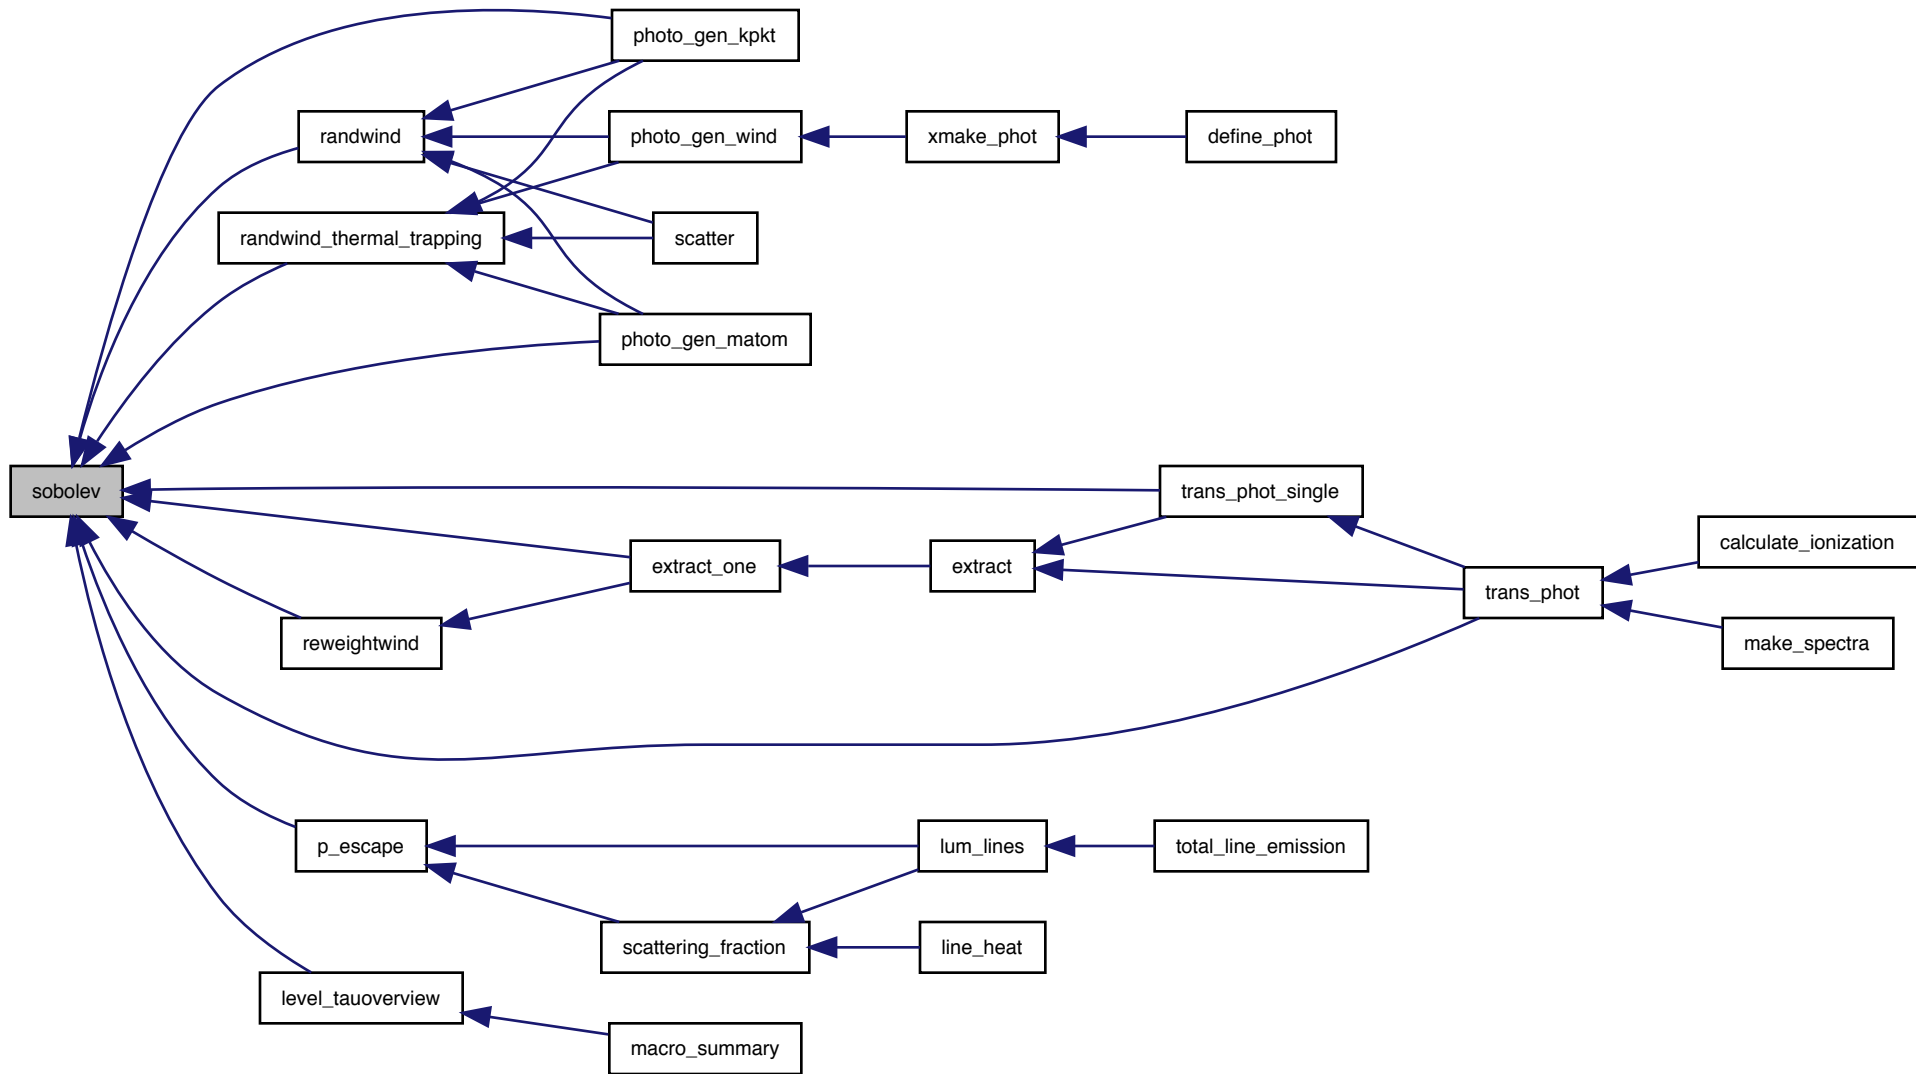 photo_gen_kpkt
randwind
photo_gen_wind
xmake_phot
define_phot
randwind_thermal_trapping
scatter
photo_gen_matom
sobolev
trans_phot_single
extract_one
extract
calculate_ionization
trans_phot
reweightwind
make_spectra
p_escape
lum_lines
total_line_emission
scattering_fraction
line_heat
level_tauoverview
macro_summary